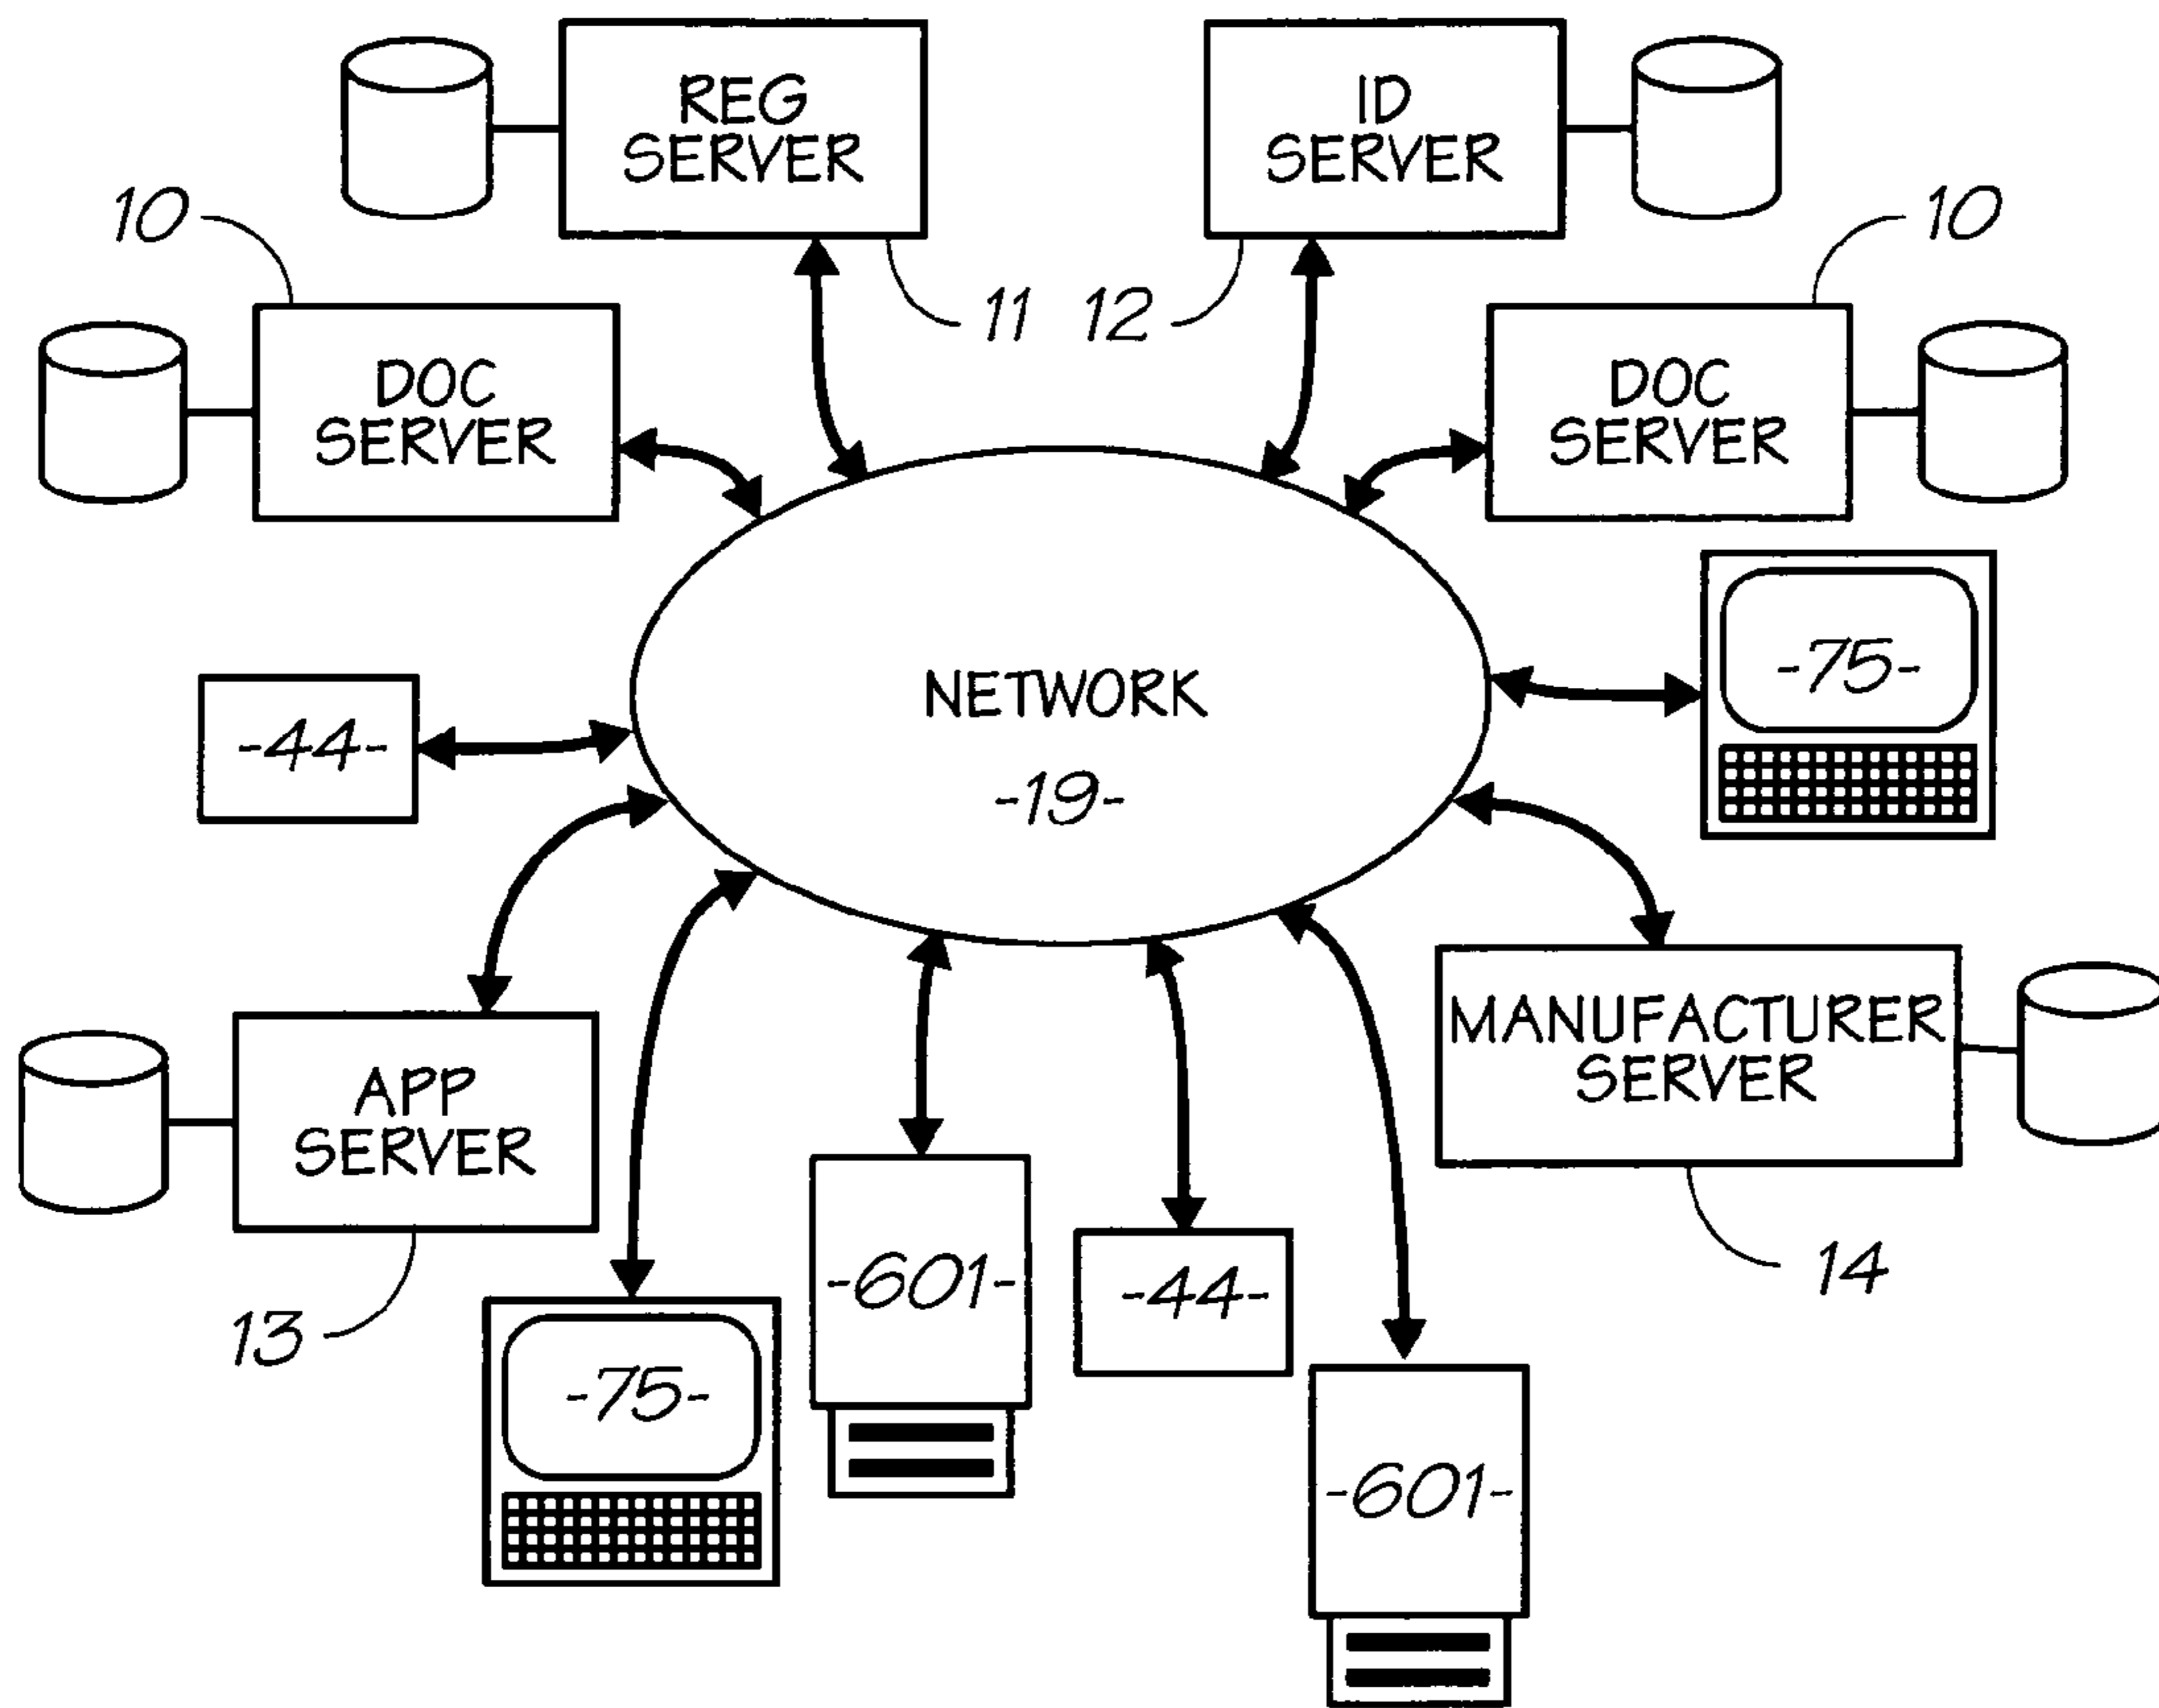 REG
SERVER
ID
SERVER
10
10
11
12
DOC
SERVER
DOC
SERVER
-75-
NETWORK
-19-
-44-
MANUFACTURER
SERVER
APP
SERVER
-601-
-44-
14
13
-75-
-601-